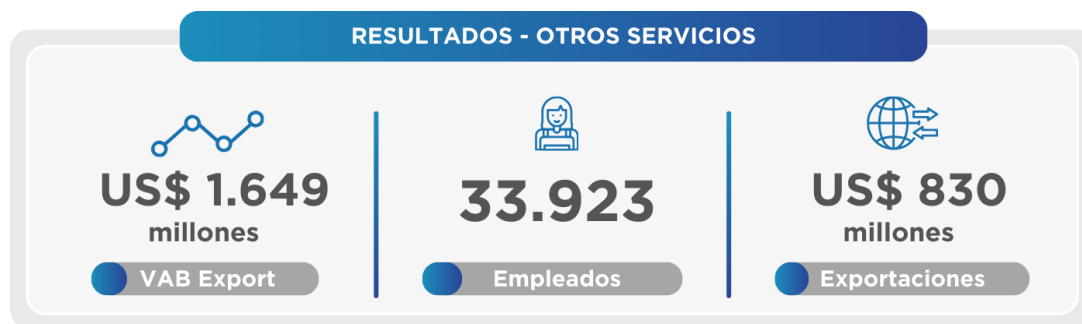 RESULTADOS - OTROS SERVICIOS
US$ 1.649
millones
VAB Export
33.923
Empleados
US$ 830
millones
Exportaciones